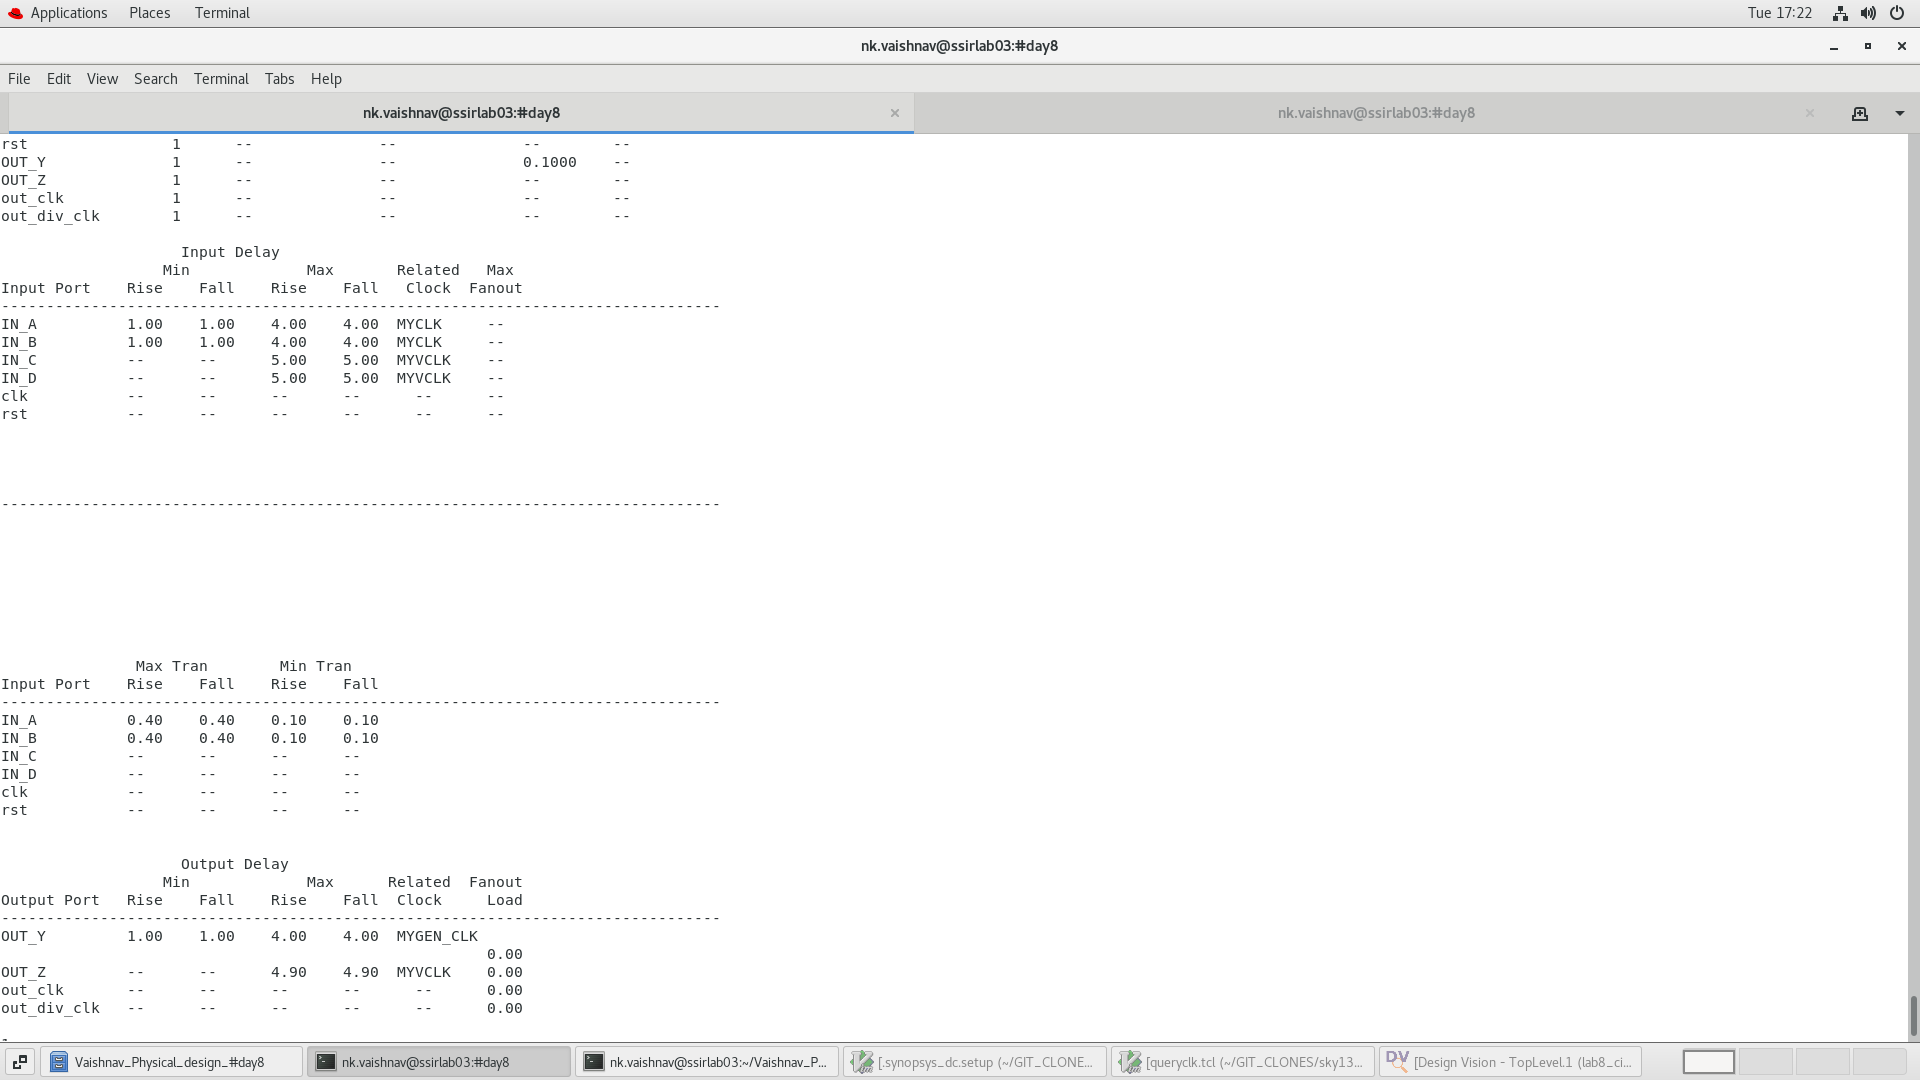 Applications Places Terminal Tue 17:22
nk.vaishnav@ssirlab03:#day8
File Edit View Search Terminal Tabs Help
nk.vaishnav@ssirlab03:#day8 × nk.vaishnav@ssirlab03:#day8 ×
rst                1      --              --              --        --
OUT_Y              1      --              --              0.1000    --
OUT_Z              1      --              --              --        --
out_clk            1      --              --              --        --
out_div_clk        1      --              --              --        --
                    Input Delay
                  Min             Max       Related   Max
Input Port    Rise    Fall    Rise    Fall   Clock  Fanout
--------------------------------------------------------------------------------
IN_A          1.00    1.00    4.00    4.00  MYCLK     --
IN_B          1.00    1.00    4.00    4.00  MYCLK     --
IN_C          --      --      5.00    5.00  MYVCLK    --
IN_D          --      --      5.00    5.00  MYVCLK    --
clk           --      --      --      --      --      --
rst           --      --      --      --      --      --
--------------------------------------------------------------------------------
               Max Tran        Min Tran
Input Port    Rise    Fall    Rise    Fall
--------------------------------------------------------------------------------
IN_A          0.40    0.40    0.10    0.10
IN_B          0.40    0.40    0.10    0.10
IN_C          --      --      --      --
IN_D          --      --      --      --
clk           --      --      --      --
rst           --      --      --      --
                    Output Delay
                  Min             Max      Related  Fanout
Output Port   Rise    Fall    Rise    Fall  Clock     Load
--------------------------------------------------------------------------------
OUT_Y         1.00    1.00    4.00    4.00  MYGEN_CLK
                                                      0.00
OUT_Z         --      --      4.90    4.90  MYVCLK    0.00
out_clk       --      --      --      --      --      0.00
out_div_clk   --      --      --      --      --      0.00
Vaishnav_Physical_design_#day8 nk.vaishnav@ssirlab03:#day8 nk.vaishnav@ssirlab03:~/Vaishnav_P... [.synopsys_dc.setup (~/GIT_CLONE... [queryclk.tcl (~/GIT_CLONES/sky13... DV [Design Vision - TopLevel.1 (lab8_ci...